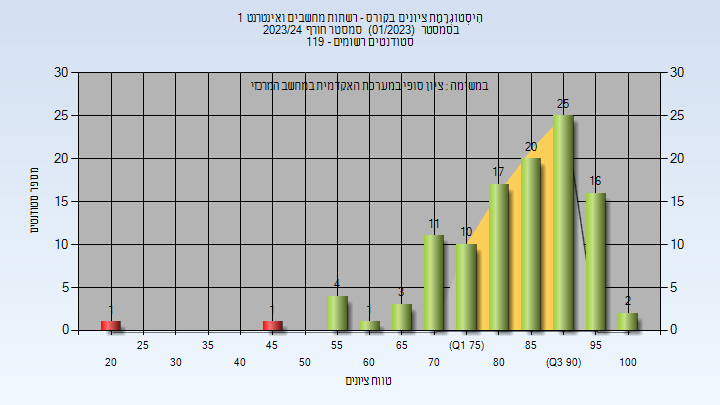 היסטוגרמת ציונים בקורס - רשתות מחשבים ואינטרנט 1
בסמסטר (01/2023) סמסטר חורף 2023/24
סטודנטים רשומים - 119
במשימה : ציון סופי במערכת האקדמית במחשב המרכזי
30 30
25 25
20 20
15 15
10 10
5 5
0 0
מספר סטודנטים
1 1 4 1 3 11 10 17 20 25 16 2
25 35 45 55 65 (Q1 75) 85 95
20 30 40 50 60 70 80 (Q3 90) 100
טווח ציונים